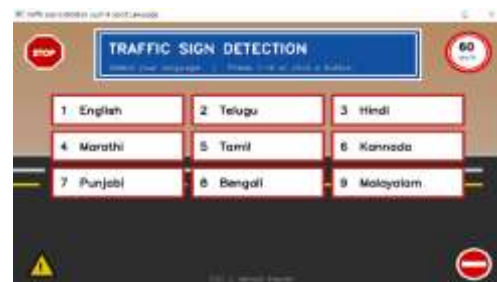 STOP
TRAFFIC SIGN DETECTION
60
1 English
2 Telugu
3 Hindi
4 Marathi
5 Tamil
6 Kannada
7 Punjabi
8 Bengali
9 Malayalam